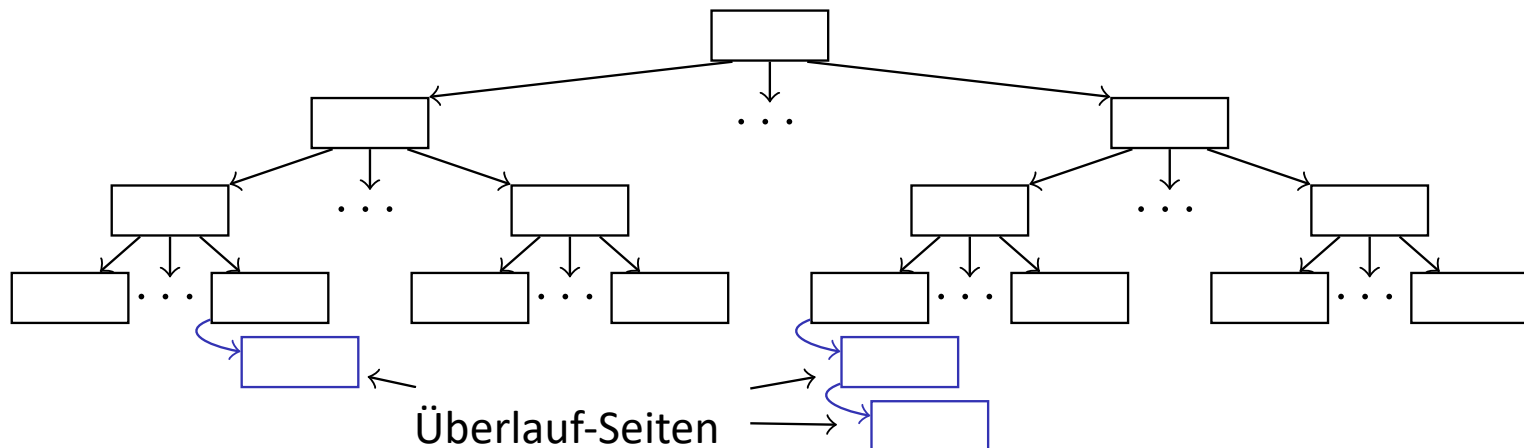 . . .
. . . . . .
. . . . . . . . . . . .
Überlauf-Seiten